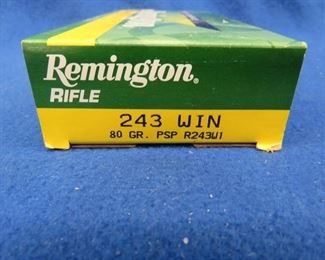 Remington®
RIFLE
243 WIN
80 GR. PSP R243W1